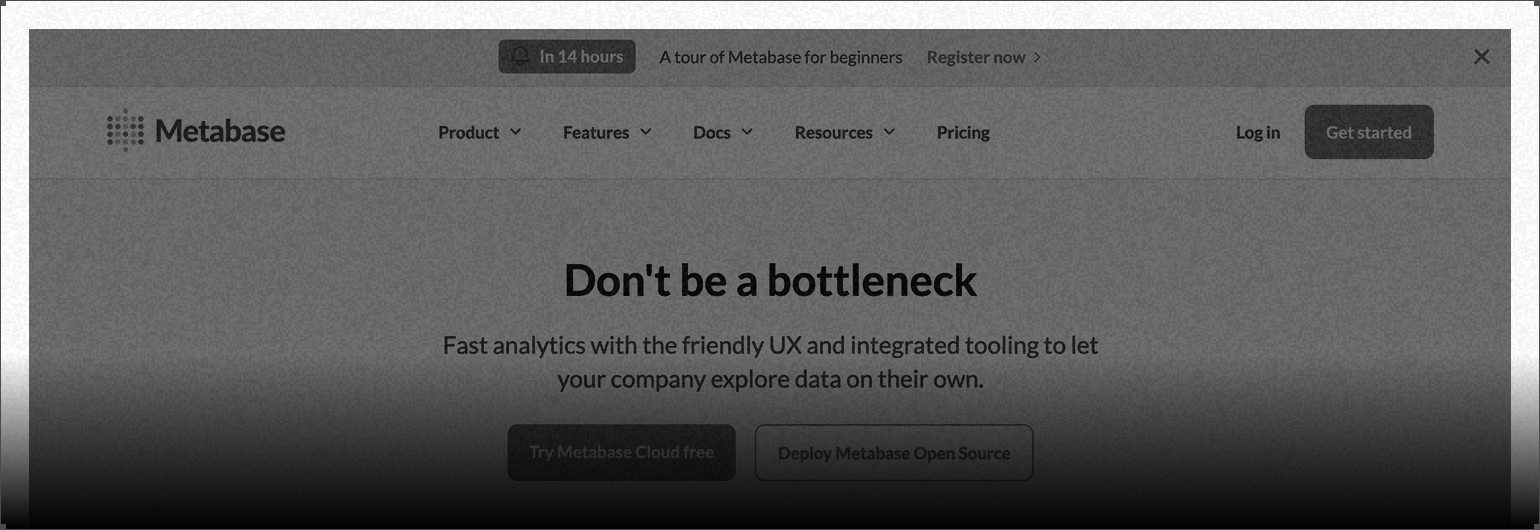 In 14 hours A tour of Metabase for beginners Register now
Metabase Product Features Docs Resources Pricing Log in Get started
Don't be a bottleneck
Fast analytics with the friendly UX and integrated tooling to let
your company explore data on their own.
Try Metabase Cloud free Deploy Metabase Open Source